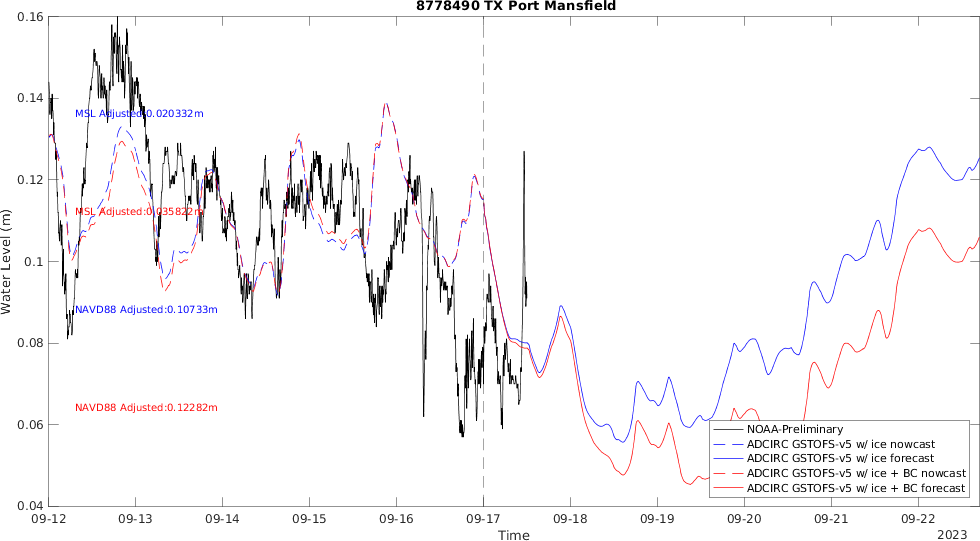 8778490 TX Port Mansfield
0.16
0.14
0.12
0.1
0.08
0.06
0.04
Water Level (m)
MSL Adjusted:0.020332m
MSL Adjusted:0.035822m
NAVD88 Adjusted:0.10733m
NAVD88 Adjusted:0.12282m
NOAA-Preliminary
ADCIRC GSTOFS-v5 w/ ice nowcast
ADCIRC GSTOFS-v5 w/ ice forecast
ADCIRC GSTOFS-v5 w/ ice + BC nowcast
ADCIRC GSTOFS-v5 w/ ice + BC forecast
09-12 09-13 09-14 09-15 09-16 09-17 09-18 09-19 09-20 09-21 09-22
Time
2023